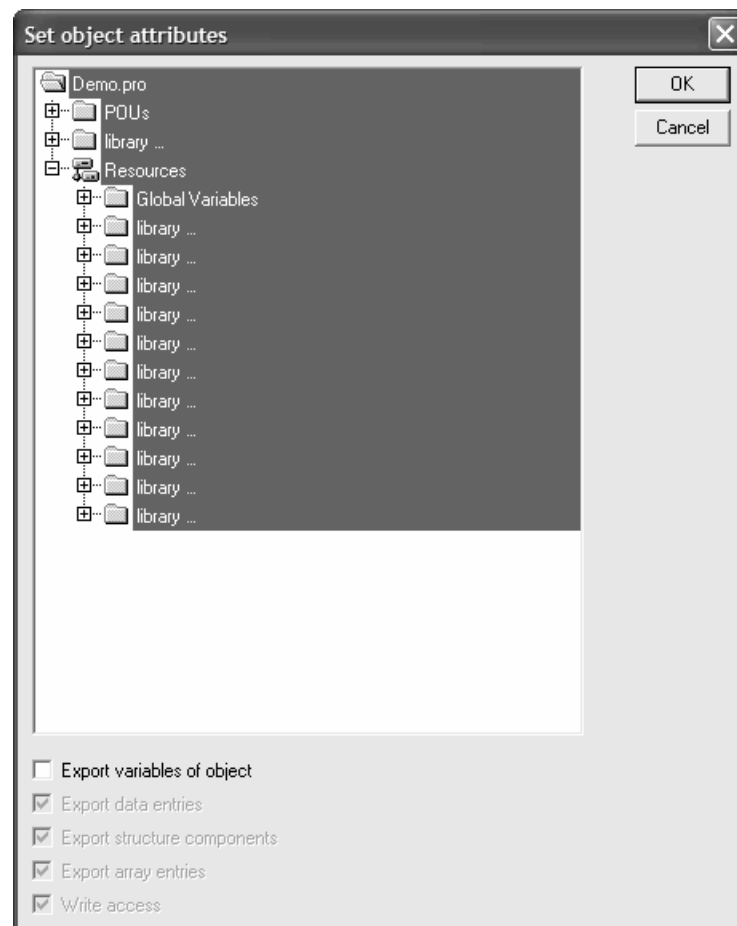 Set object attributes
OK
Cancel
Demo.pro
POUs
library ...
Resources
Global Variables
library ...
library ...
library ...
library ...
library ...
library ...
library ...
library ...
library ...
library ...
library ...
Export variables of object
Export data entries
Export structure components
Export array entries
Write access